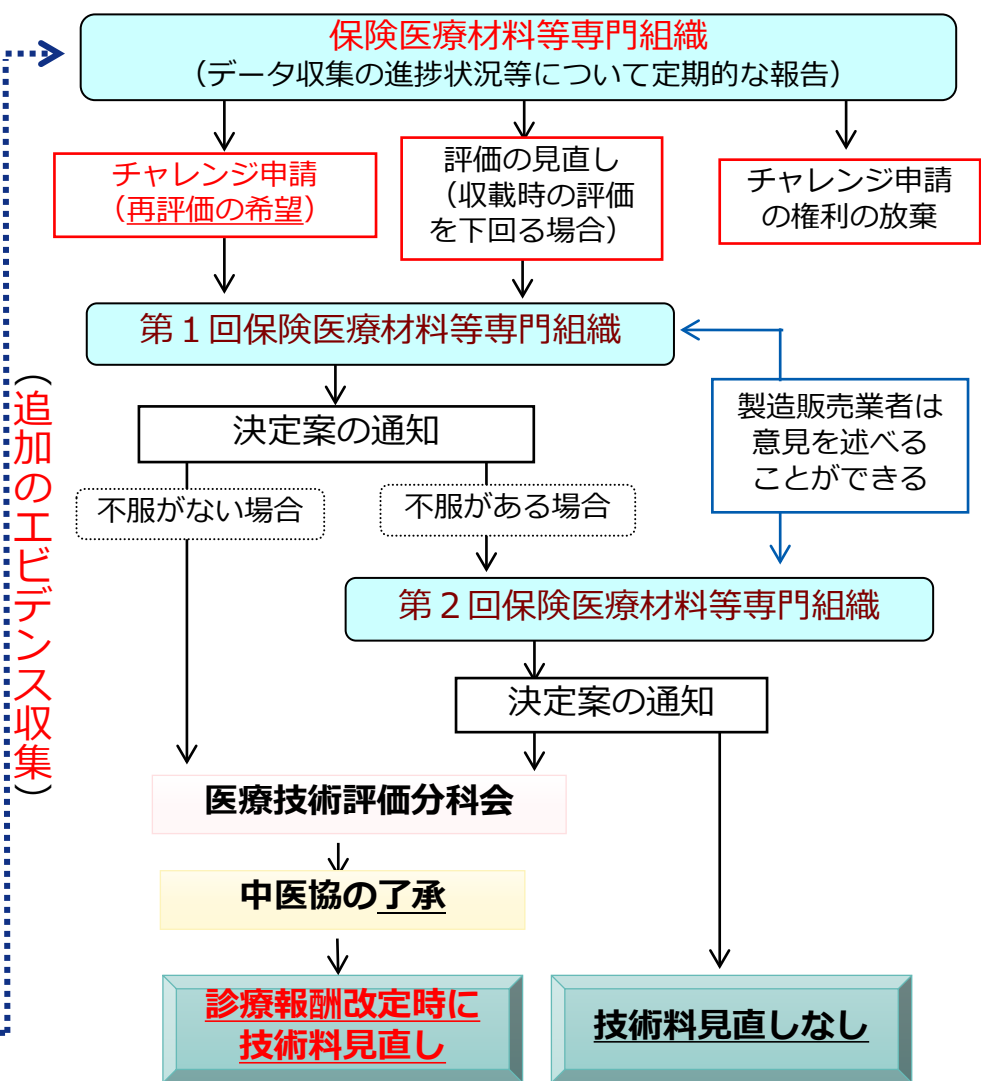 保険医療材料等専門組織
（データ収集の進捗状況等について定期的な報告）
チャレンジ申請
（再評価の希望）
評価の見直し
（収載時の評価
を下回る場合）
チャレンジ申請
の権利の放棄
第１回保険医療材料等専門組織
決定案の通知
製造販売業者は
意見を述べる
ことができる
不服がない場合
不服がある場合
第２回保険医療材料等専門組織
決定案の通知
医療技術評価分科会
中医協の了承
診療報酬改定時に
技術料見直し
技術料見直しなし
（追加のエビデンス収集）